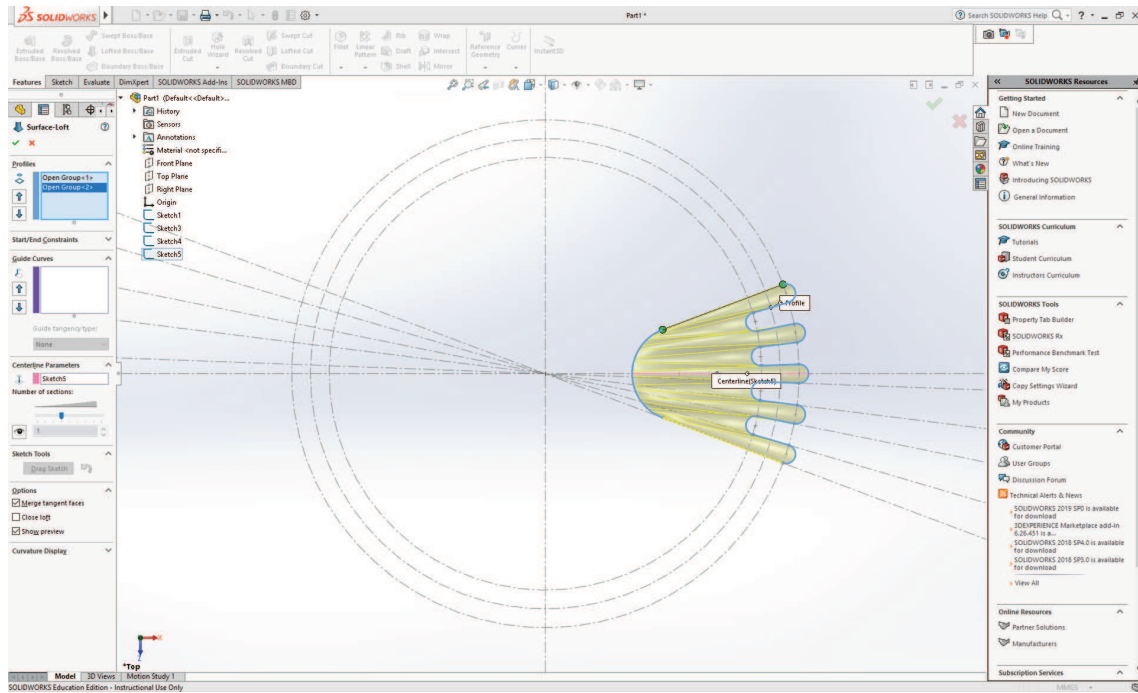 SOLIDWORKS
Part1 *
Search SOLIDWORKS Help
Extruded Boss/Base
Revolved Boss/Base
Swept Boss/Base
Lofted Boss/Base
Boundary Boss/Base
Extruded Cut
Hole Wizard
Revolved Cut
Swept Cut
Lofted Cut
Boundary Cut
Fillet
Linear Pattern
Rib
Draft
Shell
Wrap
Intersect
Mirror
Reference Geometry
Curves
Instant3D
Features
Sketch
Evaluate
DimXpert
SOLIDWORKS Add-Ins
SOLIDWORKS MBD
Surface-Loft
Profiles
Open Group<1>
Open Group<2>
Start/End Constraints
Guide Curves
Guide tangency type:
None
Centerline Parameters
Sketch5
Number of sections:
1
Sketch Tools
Drag Sketch
Options
Merge tangent faces
Close loft
Show preview
Curvature Display
Part1 (Default<<Default>...
History
Sensors
Annotations
Material <not specifi...
Front Plane
Top Plane
Right Plane
Origin
Sketch1
Sketch3
Sketch4
Sketch5
Profile
Centerline(Sketch5)
X
Z
*Top
SOLIDWORKS Resources
Getting Started
New Document
Open a Document
Online Training
What's New
Introducing SOLIDWORKS
General Information
SOLIDWORKS Curriculum
Tutorials
Student Curriculum
Instructors Curriculum
SOLIDWORKS Tools
Property Tab Builder
SOLIDWORKS Rx
Performance Benchmark Test
Compare My Score
Copy Settings Wizard
My Products
Community
Customer Portal
User Groups
Discussion Forum
Technical Alerts & News
SOLIDWORKS 2019 SP0 is available
for download
3DEXPERIENCE Marketplace add-in
6.26.451 is a...
SOLIDWORKS 2018 SP4.0 is available
for download
SOLIDWORKS 2016 SP5.0 is available
for download
View All
Online Resources
Partner Solutions
Manufacturers
Subscription Services
Model
3D Views
Motion Study 1
SOLIDWORKS Education Edition - Instructional Use Only
MMGS